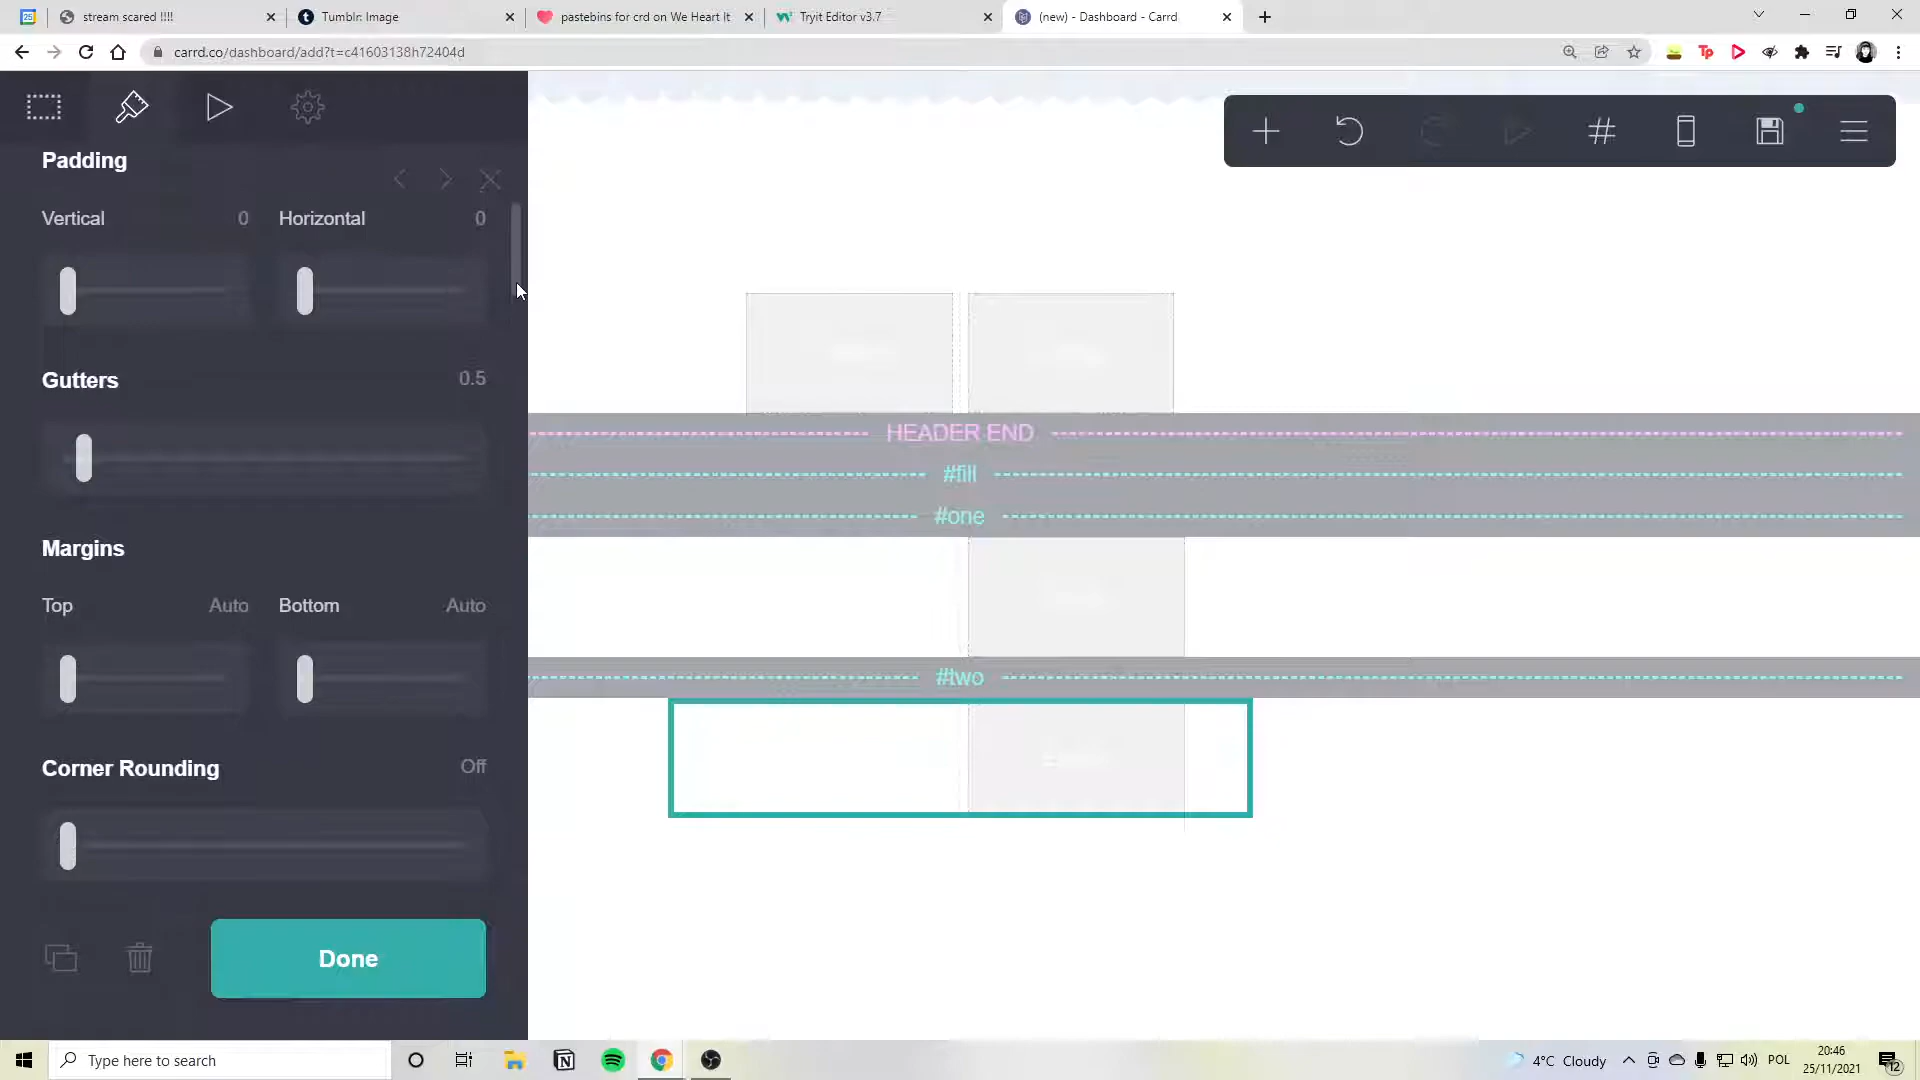 stream scared !!!!
Tumblr: Image
pastebins for crd on We Heart It
Tryit Editor v3.7
(new) - Dashboard - Carrd
carrd.co/dashboard/add?t=c41603138h72404d
Padding
Vertical 0 Horizontal 0
Gutters 0.5
Margins
Top Auto Bottom Auto
Corner Rounding Off
Done
HEADER END
#fill
#one
#two
Type here to search
4°C Cloudy
POL
20:46
25/11/2021
12